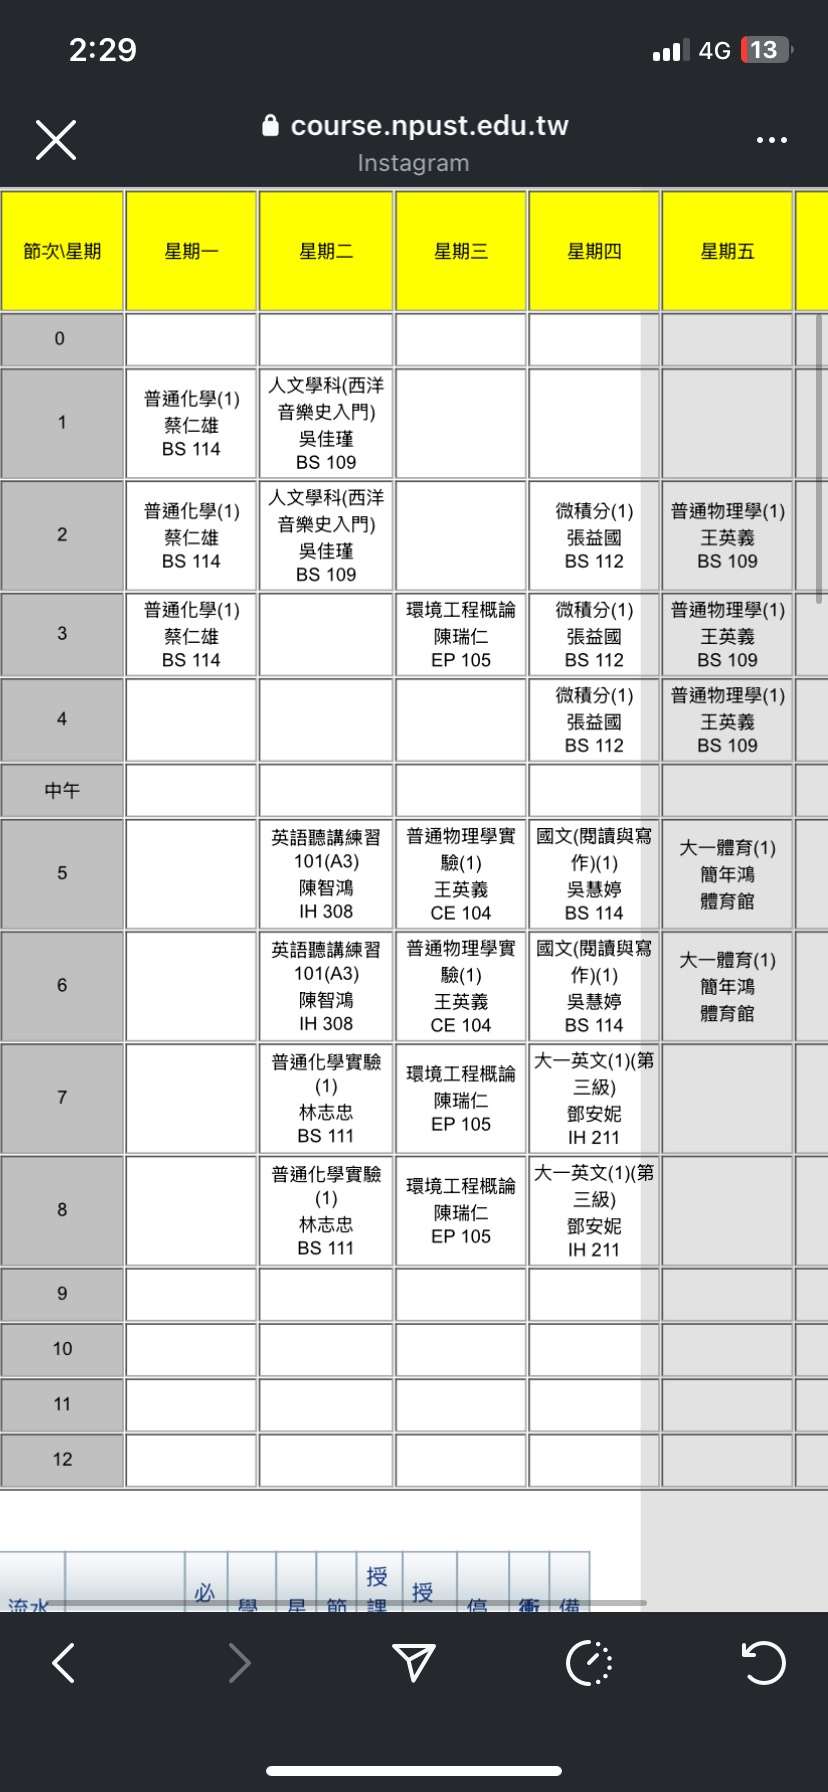 2:29
4G 13
course.npust.edu.tw
Instagram
節次\星期 星期一 星期二 星期三 星期四 星期五
0
1
普通化學(1)
蔡仁雄
BS 114
人文學科(西洋
音樂史入門)
吳佳瑾
BS 109
2
普通化學(1)
蔡仁雄
BS 114
人文學科(西洋
音樂史入門)
吳佳瑾
BS 109
微積分(1)
張益國
BS 112
普通物理學(1)
王英義
BS 109
3
普通化學(1)
蔡仁雄
BS 114
環境工程概論
陳瑞仁
EP 105
微積分(1)
張益國
BS 112
普通物理學(1)
王英義
BS 109
4
微積分(1)
張益國
BS 112
普通物理學(1)
王英義
BS 109
中午
5
英語聽講練習
101(A3)
陳智鴻
IH 308
普通物理學實
驗(1)
王英義
CE 104
國文(閱讀與寫
作)(1)
吳慧婷
BS 114
大一體育(1)
簡年鴻
體育館
6
英語聽講練習
101(A3)
陳智鴻
IH 308
普通物理學實
驗(1)
王英義
CE 104
國文(閱讀與寫
作)(1)
吳慧婷
BS 114
大一體育(1)
簡年鴻
體育館
7
普通化學實驗
(1)
林志忠
BS 111
環境工程概論
陳瑞仁
EP 105
大一英文(1)(第
三級)
鄧安妮
IH 211
8
普通化學實驗
(1)
林志忠
BS 111
環境工程概論
陳瑞仁
EP 105
大一英文(1)(第
三級)
鄧安妮
IH 211
9
10
11
12
流水 必 學 星 節 授課 授 停 衝 備